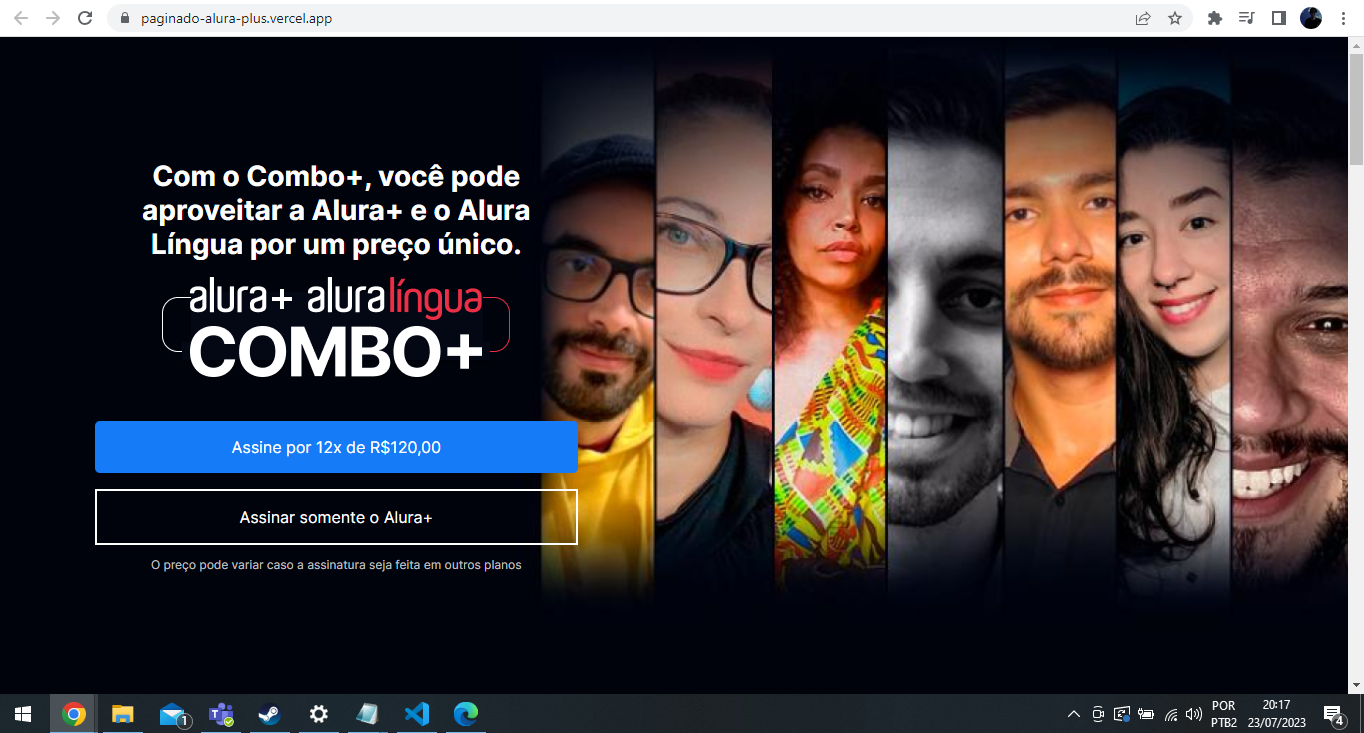 paginado-alura-plus.vercel.app
Com o Combo+, você pode
aproveitar a Alura+ e o Alura
Língua por um preço único.
alura+ aluralíngua
COMBO+
Assine por 12x de R$120,00
Assinar somente o Alura+
O preço pode variar caso a assinatura seja feita em outros planos
1
POR
PTB2
20:17
23/07/2023
4